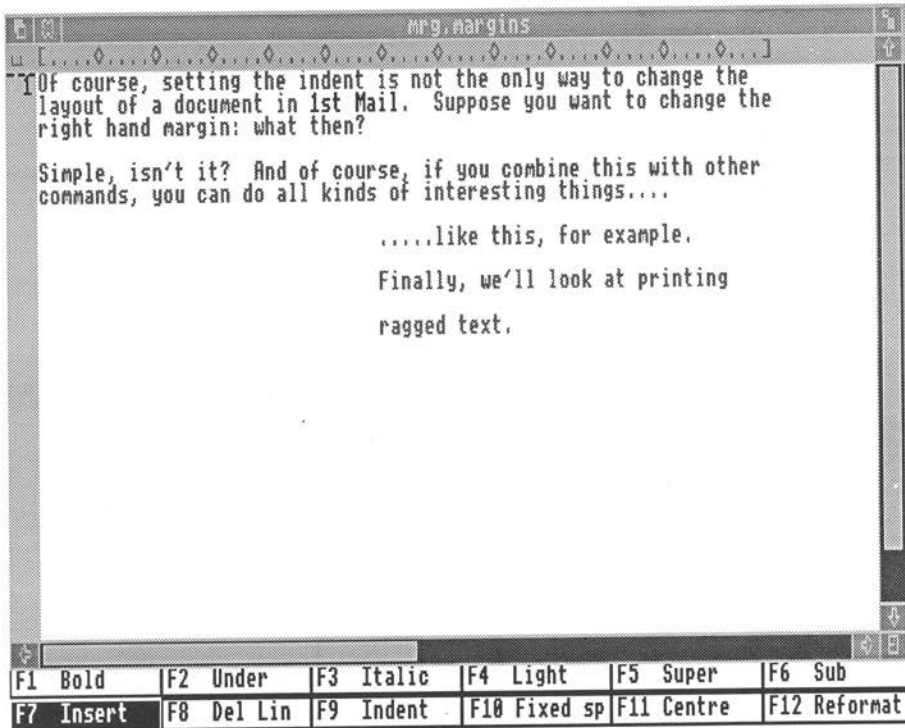 mrg.margins
[....◊....◊....◊....◊....◊....◊....◊....◊....◊....◊....◊....◊...]
Of course, setting the indent is not the only way to change the
layout of a document in 1st Mail.  Suppose you want to change the
right hand margin: what then?
Simple, isn't it?  And of course, if you combine this with other
commands, you can do all kinds of interesting things....
.....like this, for example.
Finally, we'll look at printing
ragged text.
F1 Bold F2 Under F3 Italic F4 Light F5 Super F6 Sub
F7 Insert F8 Del Lin F9 Indent F10 Fixed sp F11 Centre F12 Reformat